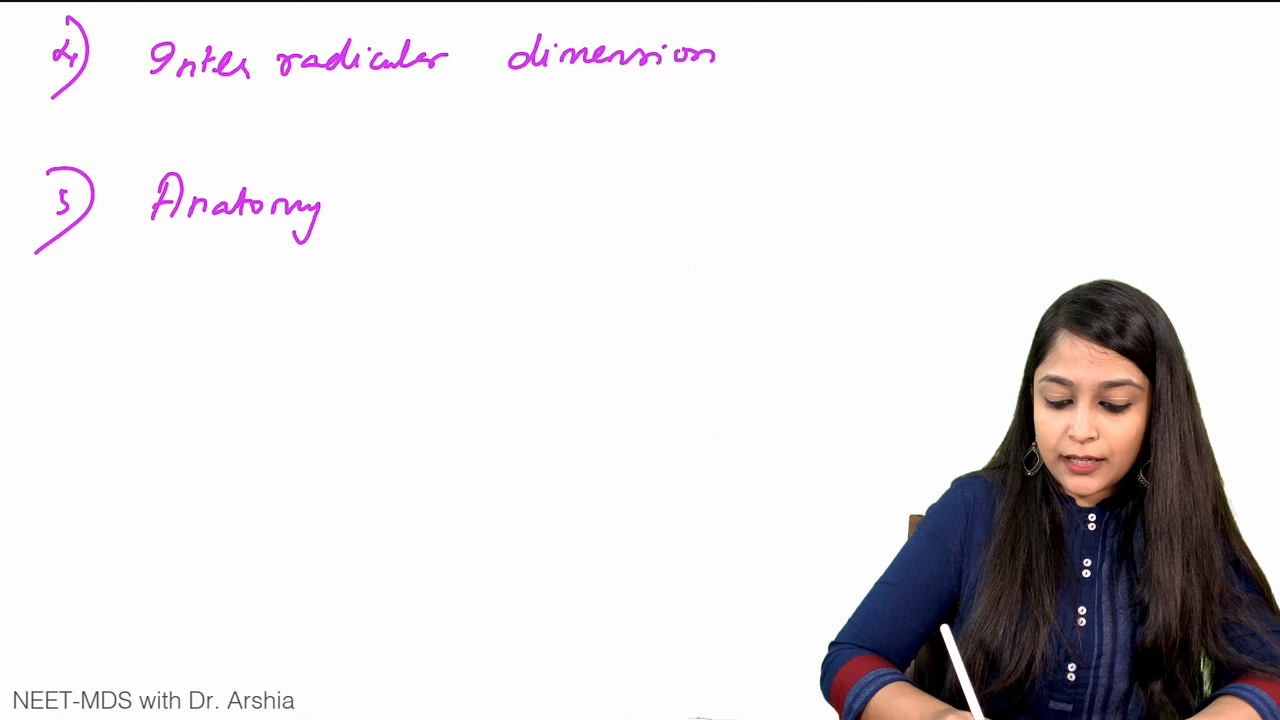 4) Inter radicular dimension
5) Anatomy
NEET-MDS with Dr. Arshia